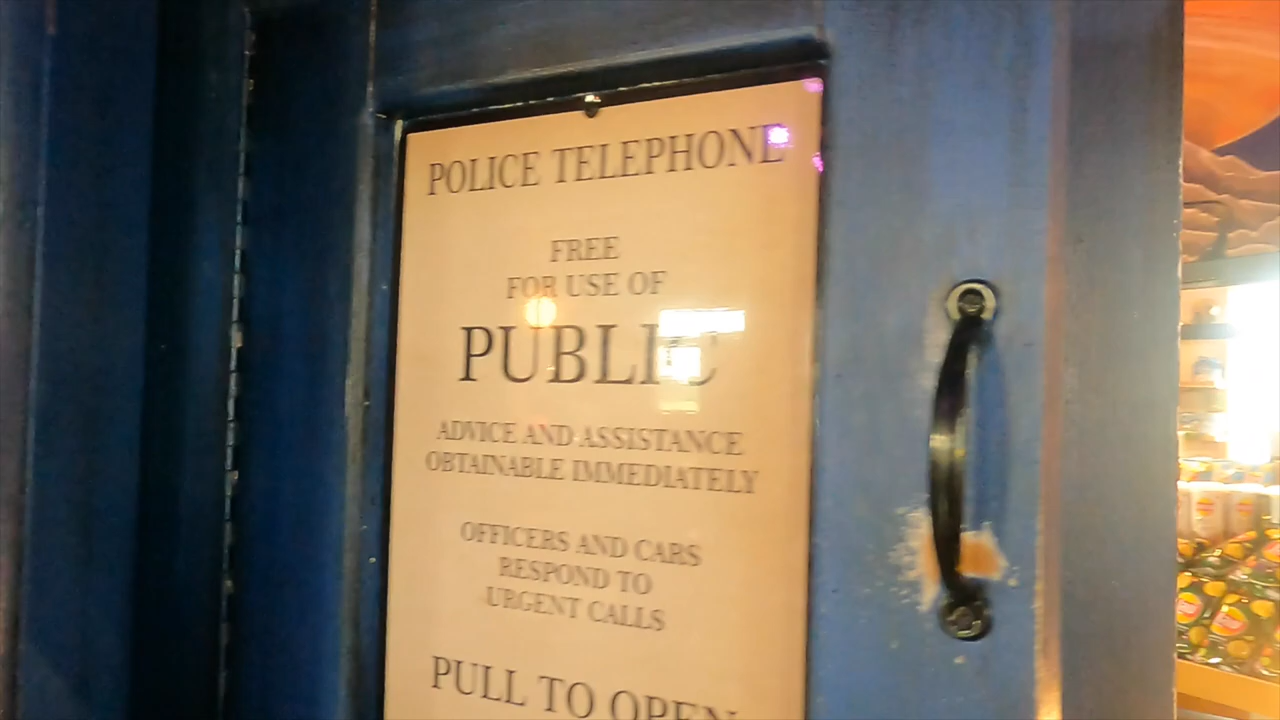 POLICE TELEPHONE
FREE
FOR USE OF
PUBLIC
ADVICE AND ASSISTANCE
OBTAINABLE IMMEDIATELY
OFFICERS AND CARS
RESPOND TO
URGENT CALLS
PULL TO OPEN